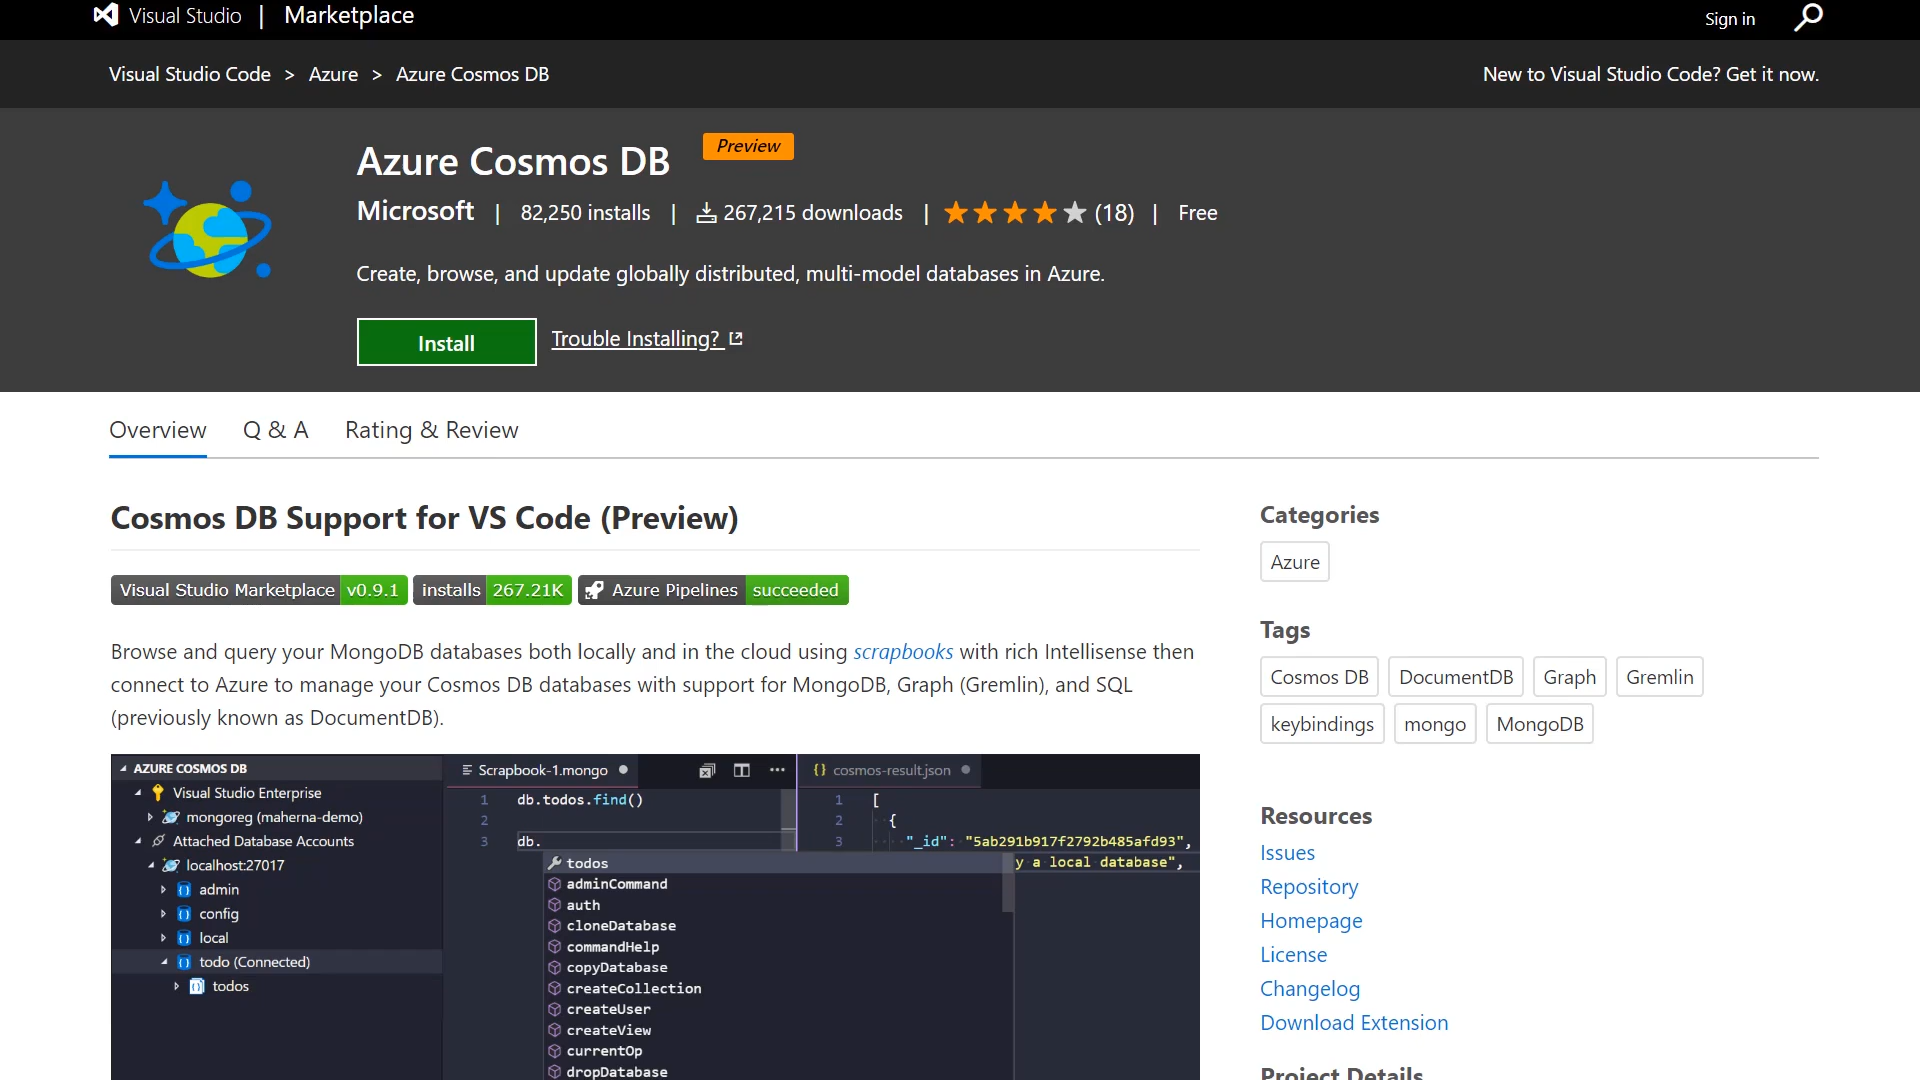 Visual Studio | Marketplace
Sign in
Visual Studio Code > Azure > Azure Cosmos DB
New to Visual Studio Code? Get it now.
Azure Cosmos DB
Preview
Microsoft | 82,250 installs | 267,215 downloads | (18) | Free
Create, browse, and update globally distributed, multi-model databases in Azure.
Install
Trouble Installing?
Overview
Q & A
Rating & Review
Cosmos DB Support for VS Code (Preview)
Visual Studio Marketplace v0.9.1
installs 267.21K
Azure Pipelines succeeded
Browse and query your MongoDB databases both locally and in the cloud using scrapbooks with rich Intellisense then
connect to Azure to manage your Cosmos DB databases with support for MongoDB, Graph (Gremlin), and SQL
(previously known as DocumentDB).
AZURE COSMOS DB
Visual Studio Enterprise
mongoreg (maherna-demo)
Attached Database Accounts
localhost:27017
admin
config
local
todo (Connected)
todos
Scrapbook-1.mongo
1 db.todos.find()
2
3 db.
todos
adminCommand
auth
cloneDatabase
commandHelp
copyDatabase
createCollection
createUser
createView
currentOp
dropDatabase
{} cosmos-result.json
1 [
2 {
3 "_id": "5ab291b917f2792b485afd93",
y a local database",
Categories
Azure
Tags
Cosmos DB
DocumentDB
Graph
Gremlin
keybindings
mongo
MongoDB
Resources
Issues
Repository
Homepage
License
Changelog
Download Extension
Project Details